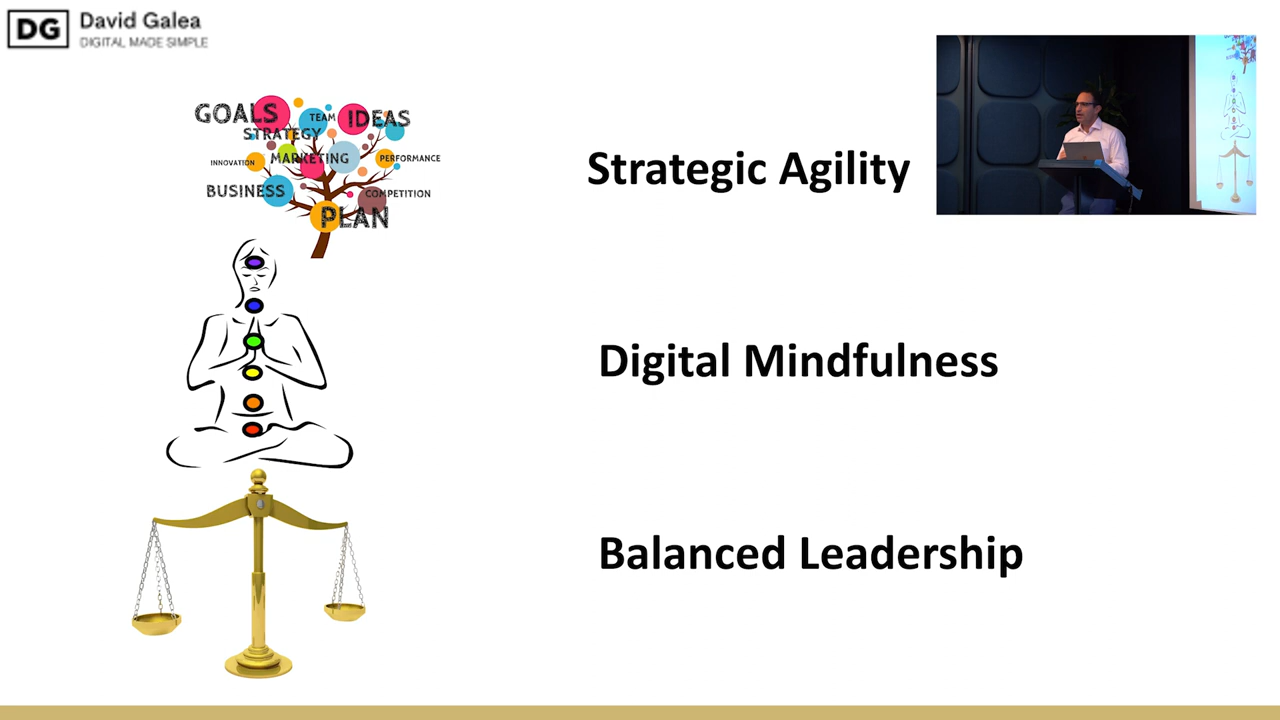 DG
David Galea
DIGITAL MADE SIMPLE
GOALS
TEAM
IDEAS
STRATEGY
INNOVATION
MARKETING
PERFORMANCE
BUSINESS
COMPETITION
PLAN
Strategic Agility
Digital Mindfulness
Balanced Leadership